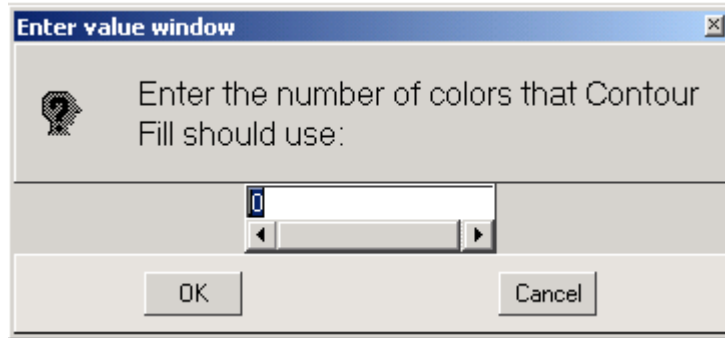 Enter value window
Enter the number of colors that Contour
Fill should use:
0
OK
Cancel